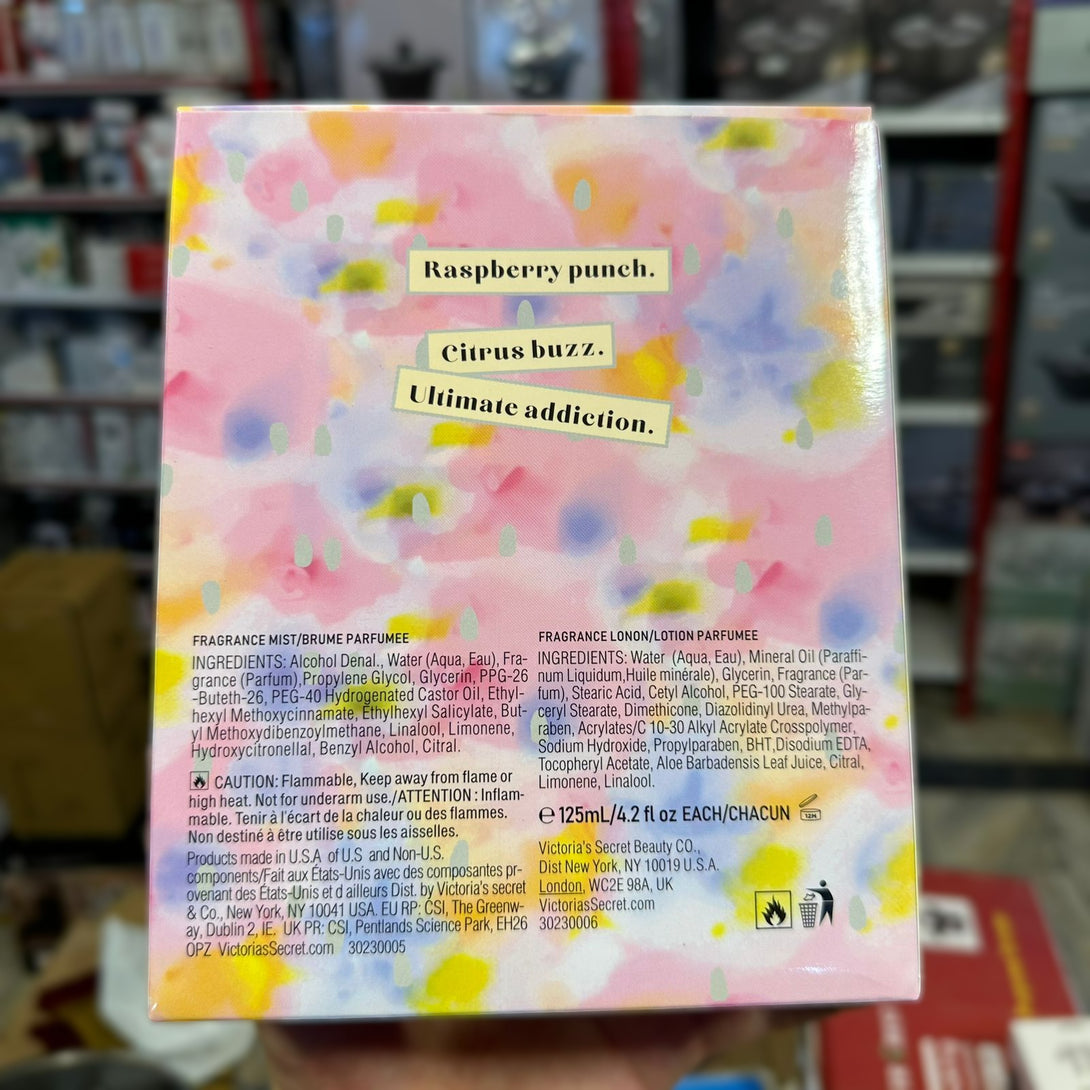 Raspberry punch.
Citrus buzz.
Ultimate addiction.
FRAGRANCE MIST/BRUME PARFUMEE
INGREDIENTS: Alcohol Denal., Water (Aqua, Eau), Fra-
grance (Parfum),Propylene Glycol, Glycerin, PPG-26
-Buteth-26, PEG-40 Hydrogenated Castor Oil, Ethyl-
hexyl Methoxycinnamate, Ethylhexyl Salicylate, But-
yl Methoxydibenzoylmethane, Linalool, Limonene,
Hydroxycitronellal, Benzyl Alcohol, Citral.
CAUTION: Flammable, Keep away from flame or
high heat. Not for underarm use./ATTENTION : Inflam-
mable. Tenir à l'écart de la chaleur ou des flammes.
Non destiné à être utilise sous les aisselles.
Products made in U.S.A of U.S and Non-U.S.
components/Fait aux États-Unis avec des composantes pr-
ovenant des États-Unis et d ailleurs Dist. by Victoria's secret
& Co., New York, NY 10041 USA. EU RP: CSI, The Greenw-
ay, Dublin 2, IE. UK PR: CSI, Pentlands Science Park, EH26
OPZ VictoriasSecret.com 30230005
FRAGRANCE LONON/LOTION PARFUMEE
INGREDIENTS: Water (Aqua, Eau), Mineral Oil (Paraffi-
num Liquidum,Huile minérale), Glycerin, Fragrance (Par-
fum), Stearic Acid, Cetyl Alcohol, PEG-100 Stearate, Gly-
ceryl Stearate, Dimethicone, Diazolidinyl Urea, Methylpa-
raben, Acrylates/C 10-30 Alkyl Acrylate Crosspolymer,
Sodium Hydroxide, Propylparaben, BHT,Disodium EDTA,
Tocopheryl Acetate, Aloe Barbadensis Leaf Juice, Citral,
Limonene, Linalool.
℮125mL/4.2 fl oz EACH/CHACUN 12M
Victoria's Secret Beauty CO.,
Dist New York, NY 10019 U.S.A.
London, WC2E 98A, UK
VictoriasSecret.com
30230006